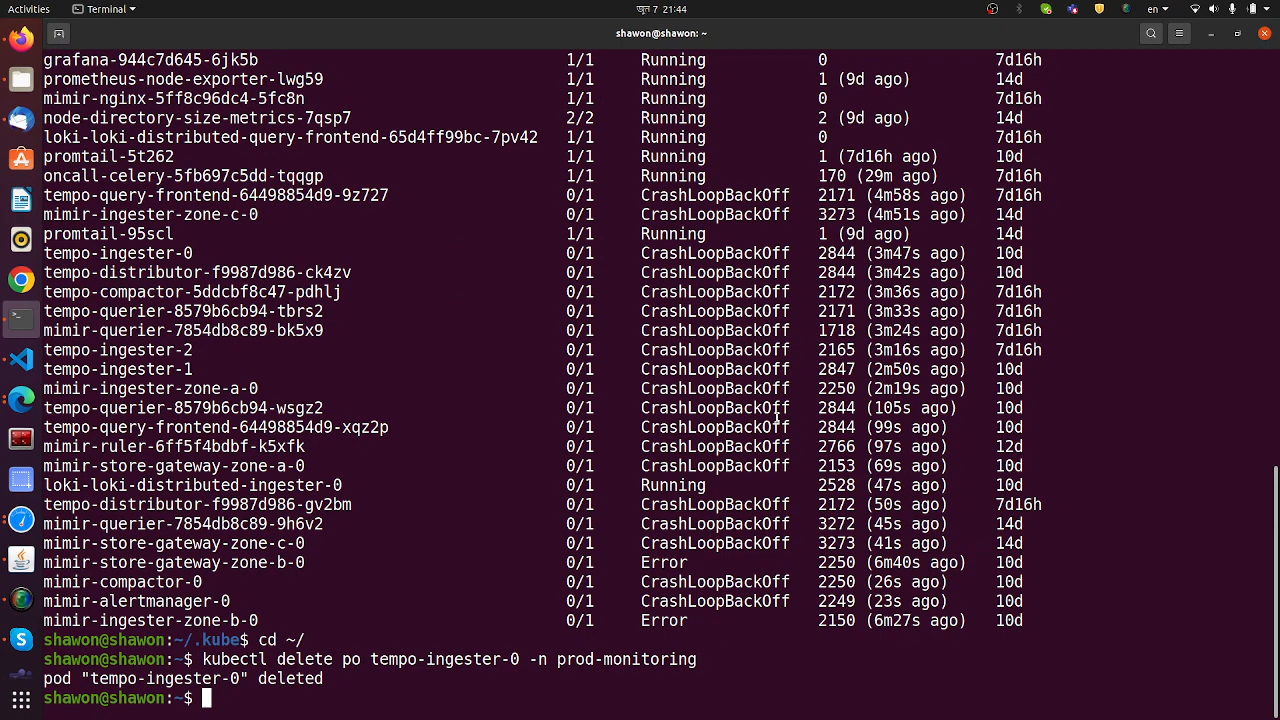 Activities
Terminal
জুন 7 21:44
en
shawon@shawon: ~
grafana-944c7d645-6jk5b 1/1 Running 0 7d16h
prometheus-node-exporter-lwg59 1/1 Running 1 (9d ago) 14d
mimir-nginx-5ff8c96dc4-5fc8n 1/1 Running 0 7d16h
node-directory-size-metrics-7qsp7 2/2 Running 2 (9d ago) 14d
loki-loki-distributed-query-frontend-65d4ff99bc-7pv42 1/1 Running 0 7d16h
promtail-5t262 1/1 Running 1 (7d16h ago) 10d
oncall-celery-5fb697c5dd-tqqgp 1/1 Running 170 (29m ago) 7d16h
tempo-query-frontend-64498854d9-9z727 0/1 CrashLoopBackOff 2171 (4m58s ago) 7d16h
mimir-ingester-zone-c-0 0/1 CrashLoopBackOff 3273 (4m51s ago) 14d
promtail-95scl 1/1 Running 1 (9d ago) 14d
tempo-ingester-0 0/1 CrashLoopBackOff 2844 (3m47s ago) 10d
tempo-distributor-f9987d986-ck4zv 0/1 CrashLoopBackOff 2844 (3m42s ago) 10d
tempo-compactor-5ddcbf8c47-pdhlj 0/1 CrashLoopBackOff 2172 (3m36s ago) 7d16h
tempo-querier-8579b6cb94-tbrs2 0/1 CrashLoopBackOff 2171 (3m33s ago) 7d16h
mimir-querier-7854db8c89-bk5x9 0/1 CrashLoopBackOff 1718 (3m24s ago) 7d16h
tempo-ingester-2 0/1 CrashLoopBackOff 2165 (3m16s ago) 7d16h
tempo-ingester-1 0/1 CrashLoopBackOff 2847 (2m50s ago) 10d
mimir-ingester-zone-a-0 0/1 CrashLoopBackOff 2250 (2m19s ago) 10d
tempo-querier-8579b6cb94-wsgz2 0/1 CrashLoopBackOff 2844 (105s ago) 10d
tempo-query-frontend-64498854d9-xqz2p 0/1 CrashLoopBackOff 2844 (99s ago) 10d
mimir-ruler-6ff5f4bdbf-k5xfk 0/1 CrashLoopBackOff 2766 (97s ago) 12d
mimir-store-gateway-zone-a-0 0/1 CrashLoopBackOff 2153 (62s ago) 10d
loki-loki-distributed-ingester-0 0/1 Running 2528 (47s ago) 10d
tempo-distributor-f9987d986-gv2bm 0/1 CrashLoopBackOff 2172 (50s ago) 7d16h
mimir-querier-7854db8c89-9h6v2 0/1 CrashLoopBackOff 3272 (45s ago) 14d
mimir-store-gateway-zone-c-0 0/1 CrashLoopBackOff 3273 (41s ago) 14d
mimir-store-gateway-zone-b-0 0/1 Error 2250 (6m40s ago) 10d
mimir-compactor-0 0/1 CrashLoopBackOff 2250 (26s ago) 10d
mimir-alertmanager-0 0/1 CrashLoopBackOff 2249 (23s ago) 10d
mimir-ingester-zone-b-0 0/1 Error 2150 (6m27s ago) 10d
shawon@shawon:~/.kube$ cd ~/
shawon@shawon:~$ kubectl delete po tempo-ingester-0 -n prod-monitoring
pod "tempo-ingester-0" deleted
shawon@shawon:~$